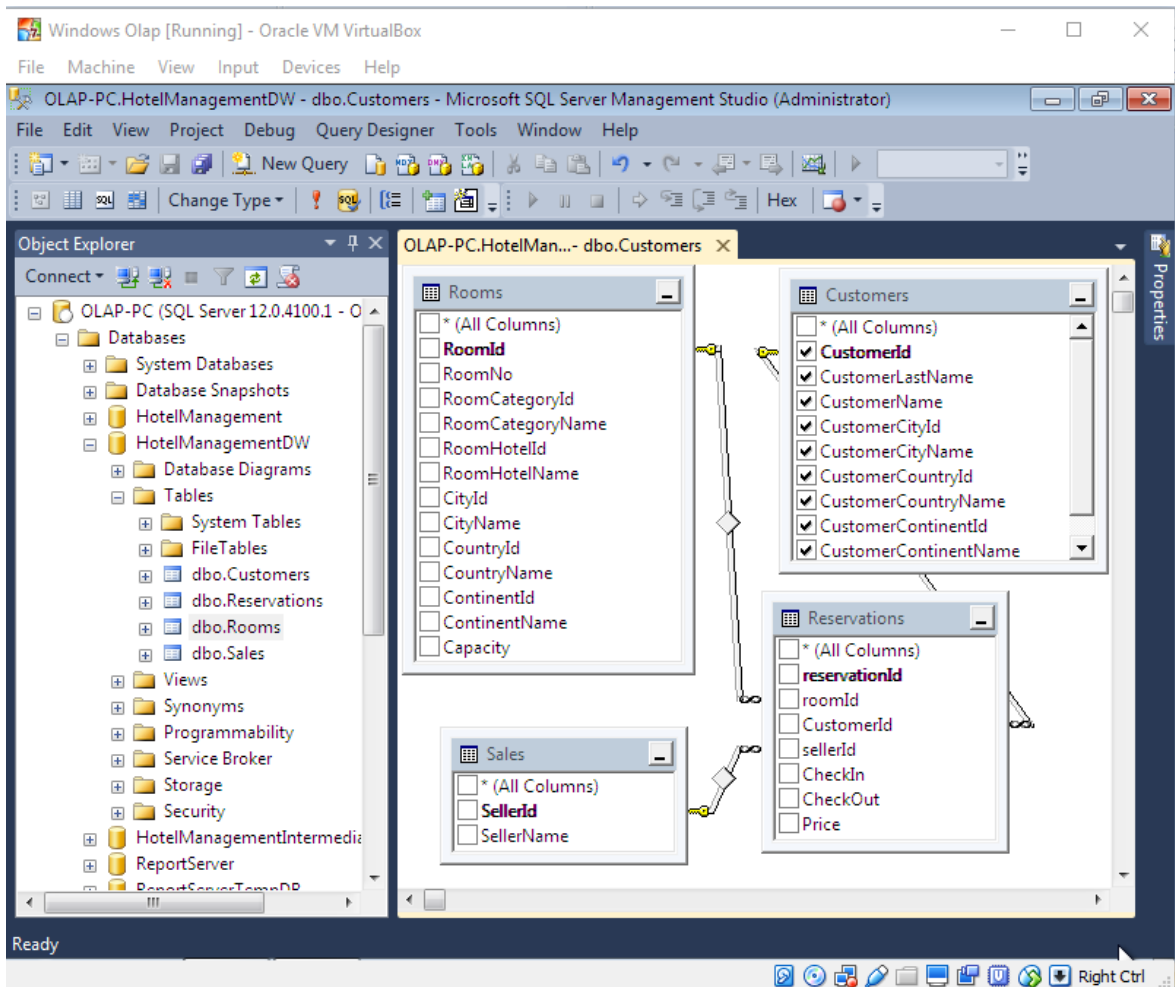 Windows Olap [Running] - Oracle VM VirtualBox
File Machine View Input Devices Help
OLAP-PC.HotelManagementDW - dbo.Customers - Microsoft SQL Server Management Studio (Administrator)
File Edit View Project Debug Query Designer Tools Window Help
New Query
Change Type Hex
Object Explorer
Connect
OLAP-PC (SQL Server 12.0.4100.1 - O
Databases
System Databases
Database Snapshots
HotelManagement
HotelManagementDW
Database Diagrams
Tables
System Tables
FileTables
dbo.Customers
dbo.Reservations
dbo.Rooms
dbo.Sales
Views
Synonyms
Programmability
Service Broker
Storage
Security
HotelManagementIntermedia
ReportServer
ReportServerTempDB
OLAP-PC.HotelMan...- dbo.Customers
Rooms
* (All Columns)
RoomId
RoomNo
RoomCategoryId
RoomCategoryName
RoomHotelId
RoomHotelName
CityId
CityName
CountryId
CountryName
ContinentId
ContinentName
Capacity
Customers
* (All Columns)
CustomerId
CustomerLastName
CustomerName
CustomerCityId
CustomerCityName
CustomerCountryId
CustomerCountryName
CustomerContinentId
CustomerContinentName
Sales
* (All Columns)
SellerId
SellerName
Reservations
* (All Columns)
reservationId
roomId
CustomerId
sellerId
CheckIn
CheckOut
Price
Properties
Ready
Right Ctrl